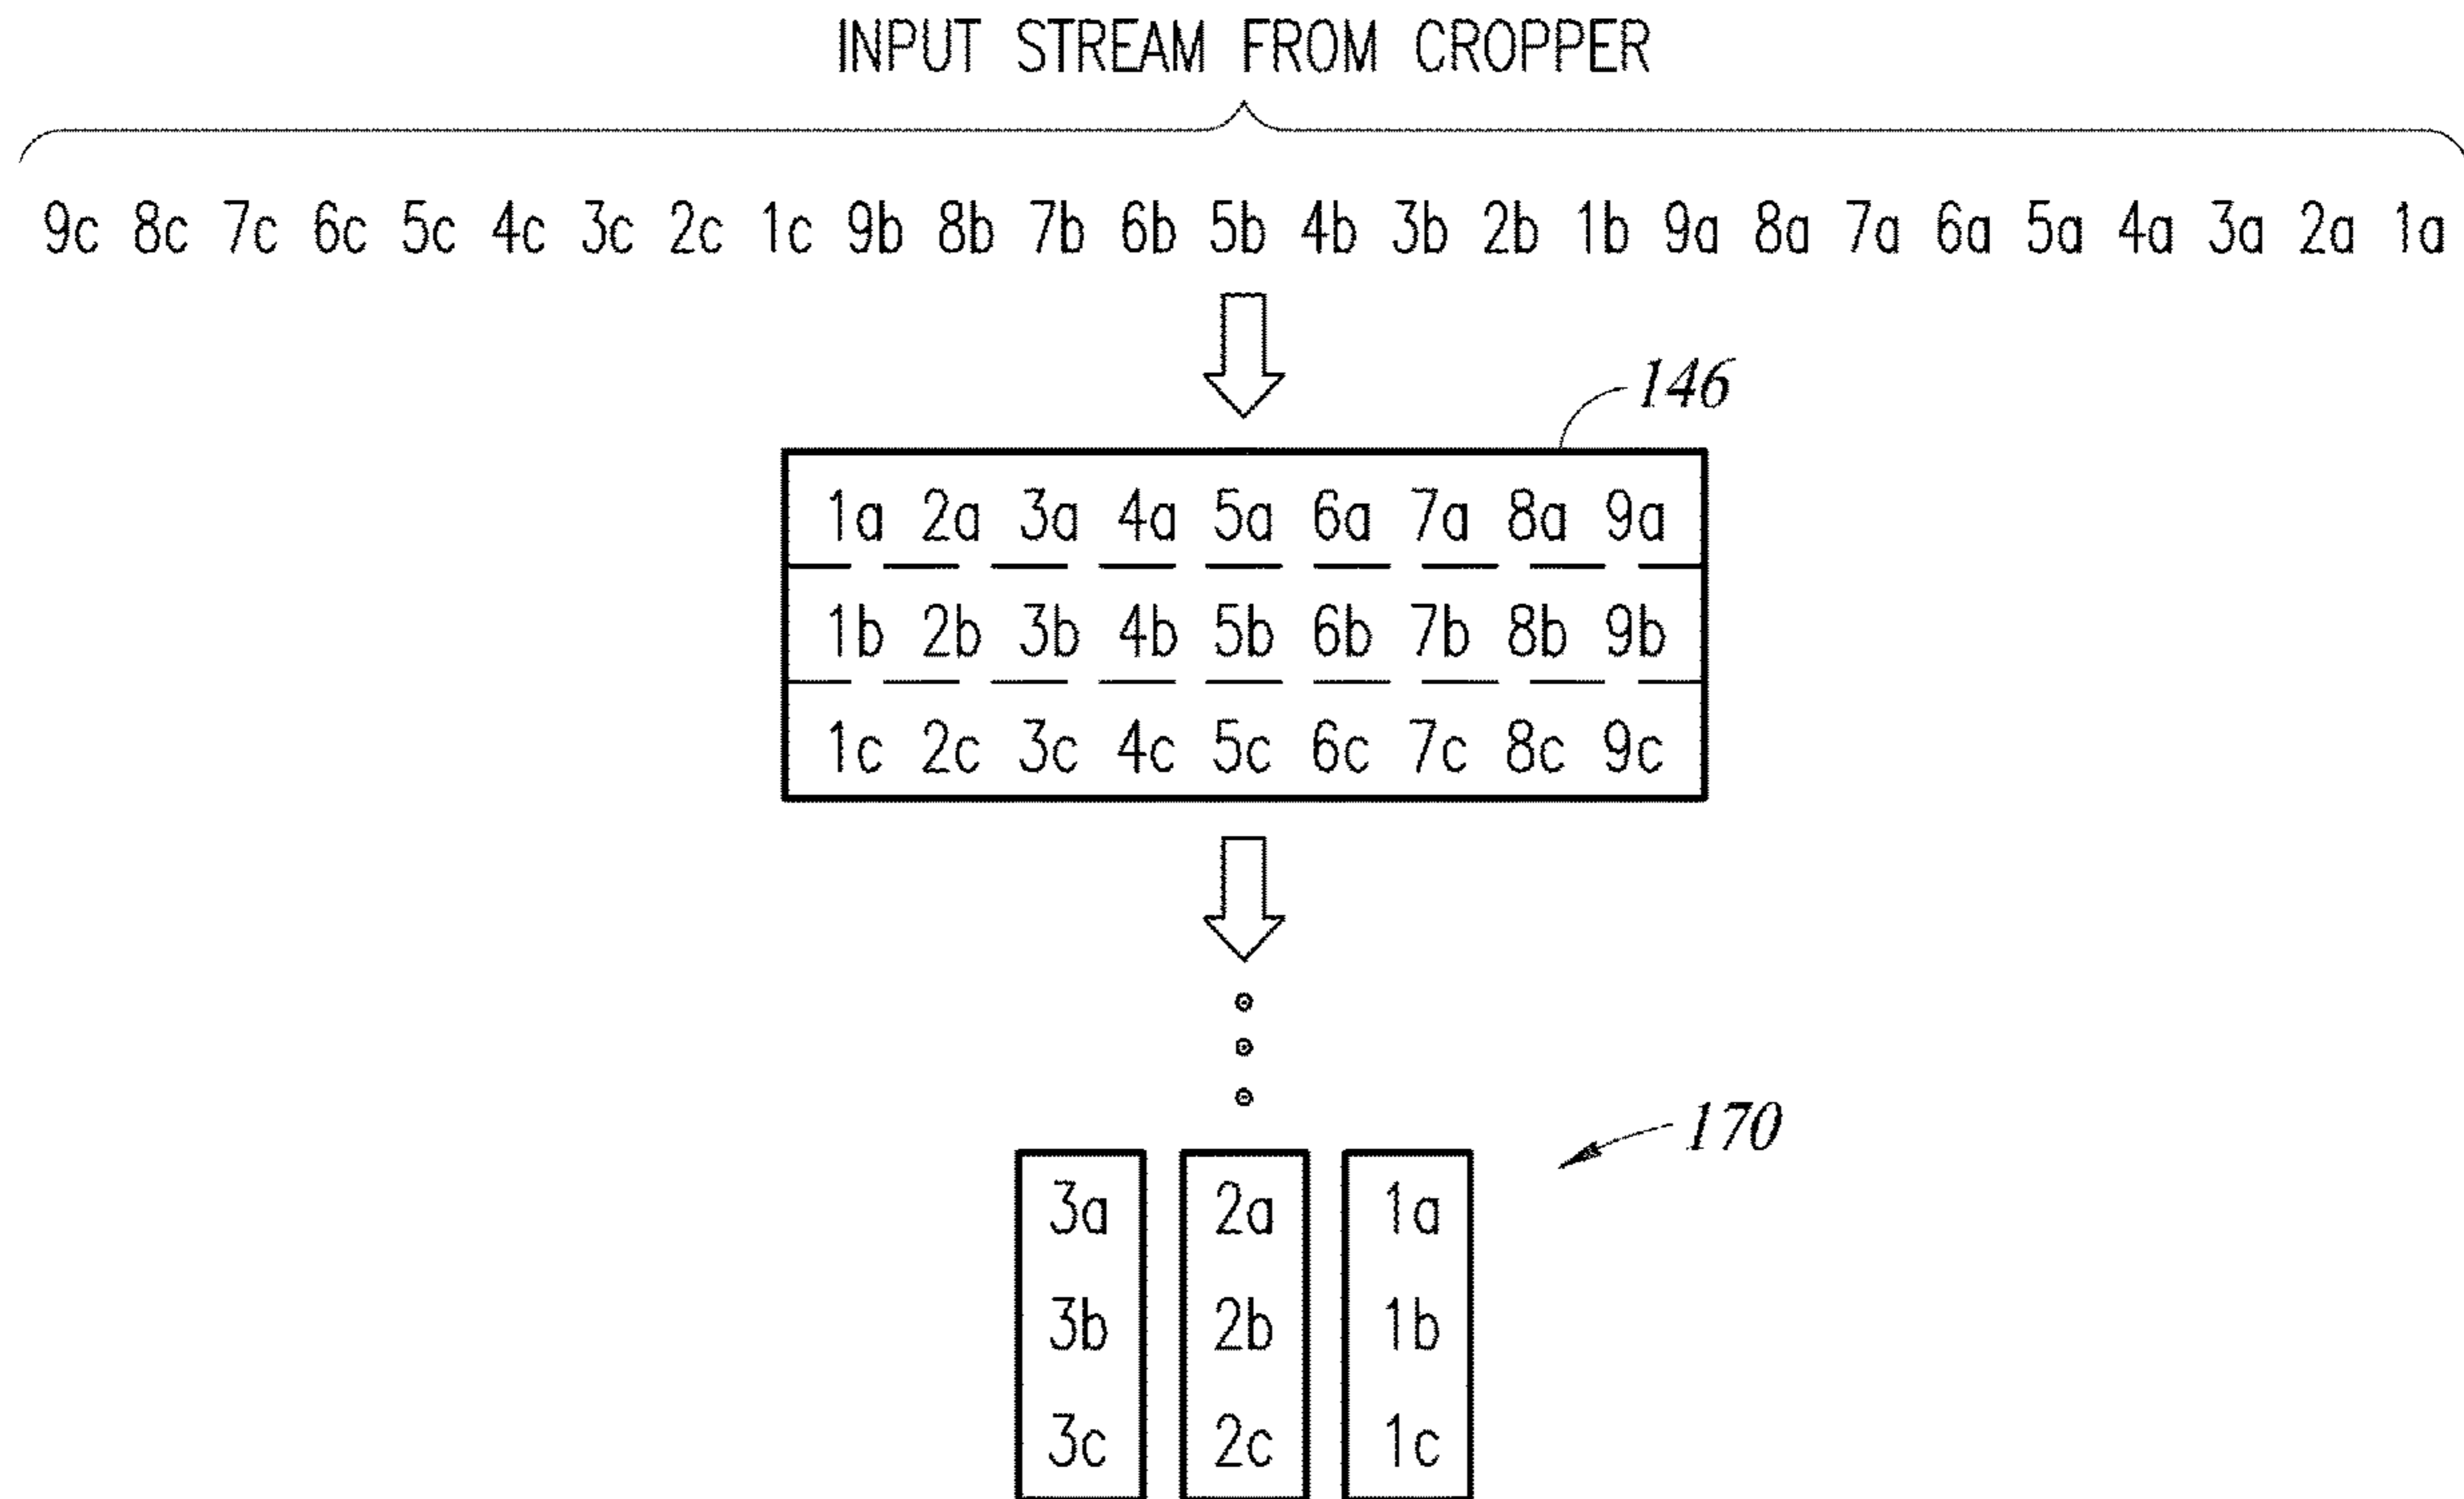 INPUT STREAM FROM CROPPER
9c 8c 7c 6c 5c 4c 3c 2c 1c 9b 8b 7b 6b 5b 4b 3b 2b 1b 9a 8a 7a 6a 5a 4a 3a 2a 1a
146
1a 2a 3a 4a 5a 6a 7a 8a 9a
1b 2b 3b 4b 5b 6b 7b 8b 9b
1c 2c 3c 4c 5c 6c 7c 8c 9c
170
3a 2a 1a
3b 2b 1b
3c 2c 1c